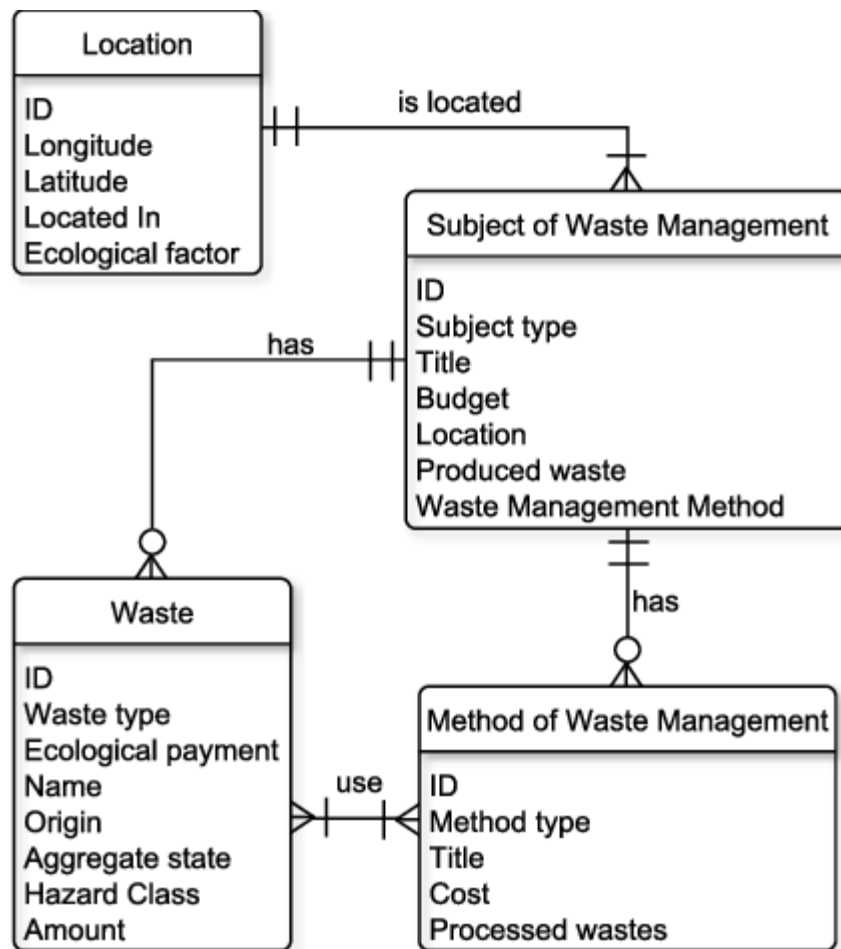 Location
ID
Longitude
Latitude
Located In
Ecological factor
is located
Subject of Waste Management
ID
Subject type
Title
Budget
Location
Produced waste
Waste Management Method
has
has
Waste
ID
Waste type
Ecological payment
Name
Origin
Aggregate state
Hazard Class
Amount
use
Method of Waste Management
ID
Method type
Title
Cost
Processed wastes